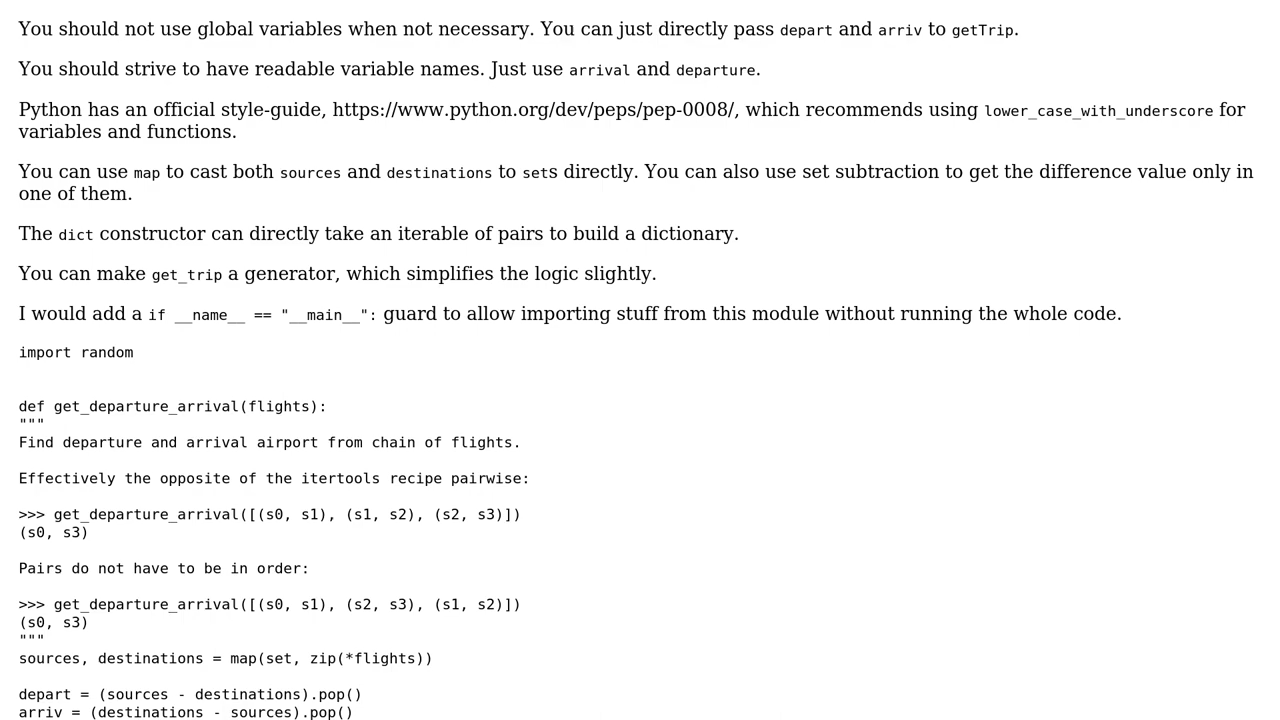 You should not use global variables when not necessary. You can just directly pass depart and arriv to getTrip.
You should strive to have readable variable names. Just use arrival and departure.
Python has an official style-guide, https://www.python.org/dev/peps/pep-0008/, which recommends using lower_case_with_underscore for
variables and functions.
You can use map to cast both sources and destinations to sets directly. You can also use set subtraction to get the difference value only in
one of them.
The dict constructor can directly take an iterable of pairs to build a dictionary.
You can make get_trip a generator, which simplifies the logic slightly.
I would add a if __name__ == "__main__": guard to allow importing stuff from this module without running the whole code.
import random
def get_departure_arrival(flights):
"""
Find departure and arrival airport from chain of flights.
Effectively the opposite of the itertools recipe pairwise:
>>> get_departure_arrival([(s0, s1), (s1, s2), (s2, s3)])
(s0, s3)
Pairs do not have to be in order:
>>> get_departure_arrival([(s0, s1), (s2, s3), (s1, s2)])
(s0, s3)
"""
sources, destinations = map(set, zip(*flights))
depart = (sources - destinations).pop()
arriv = (destinations - sources).pop()